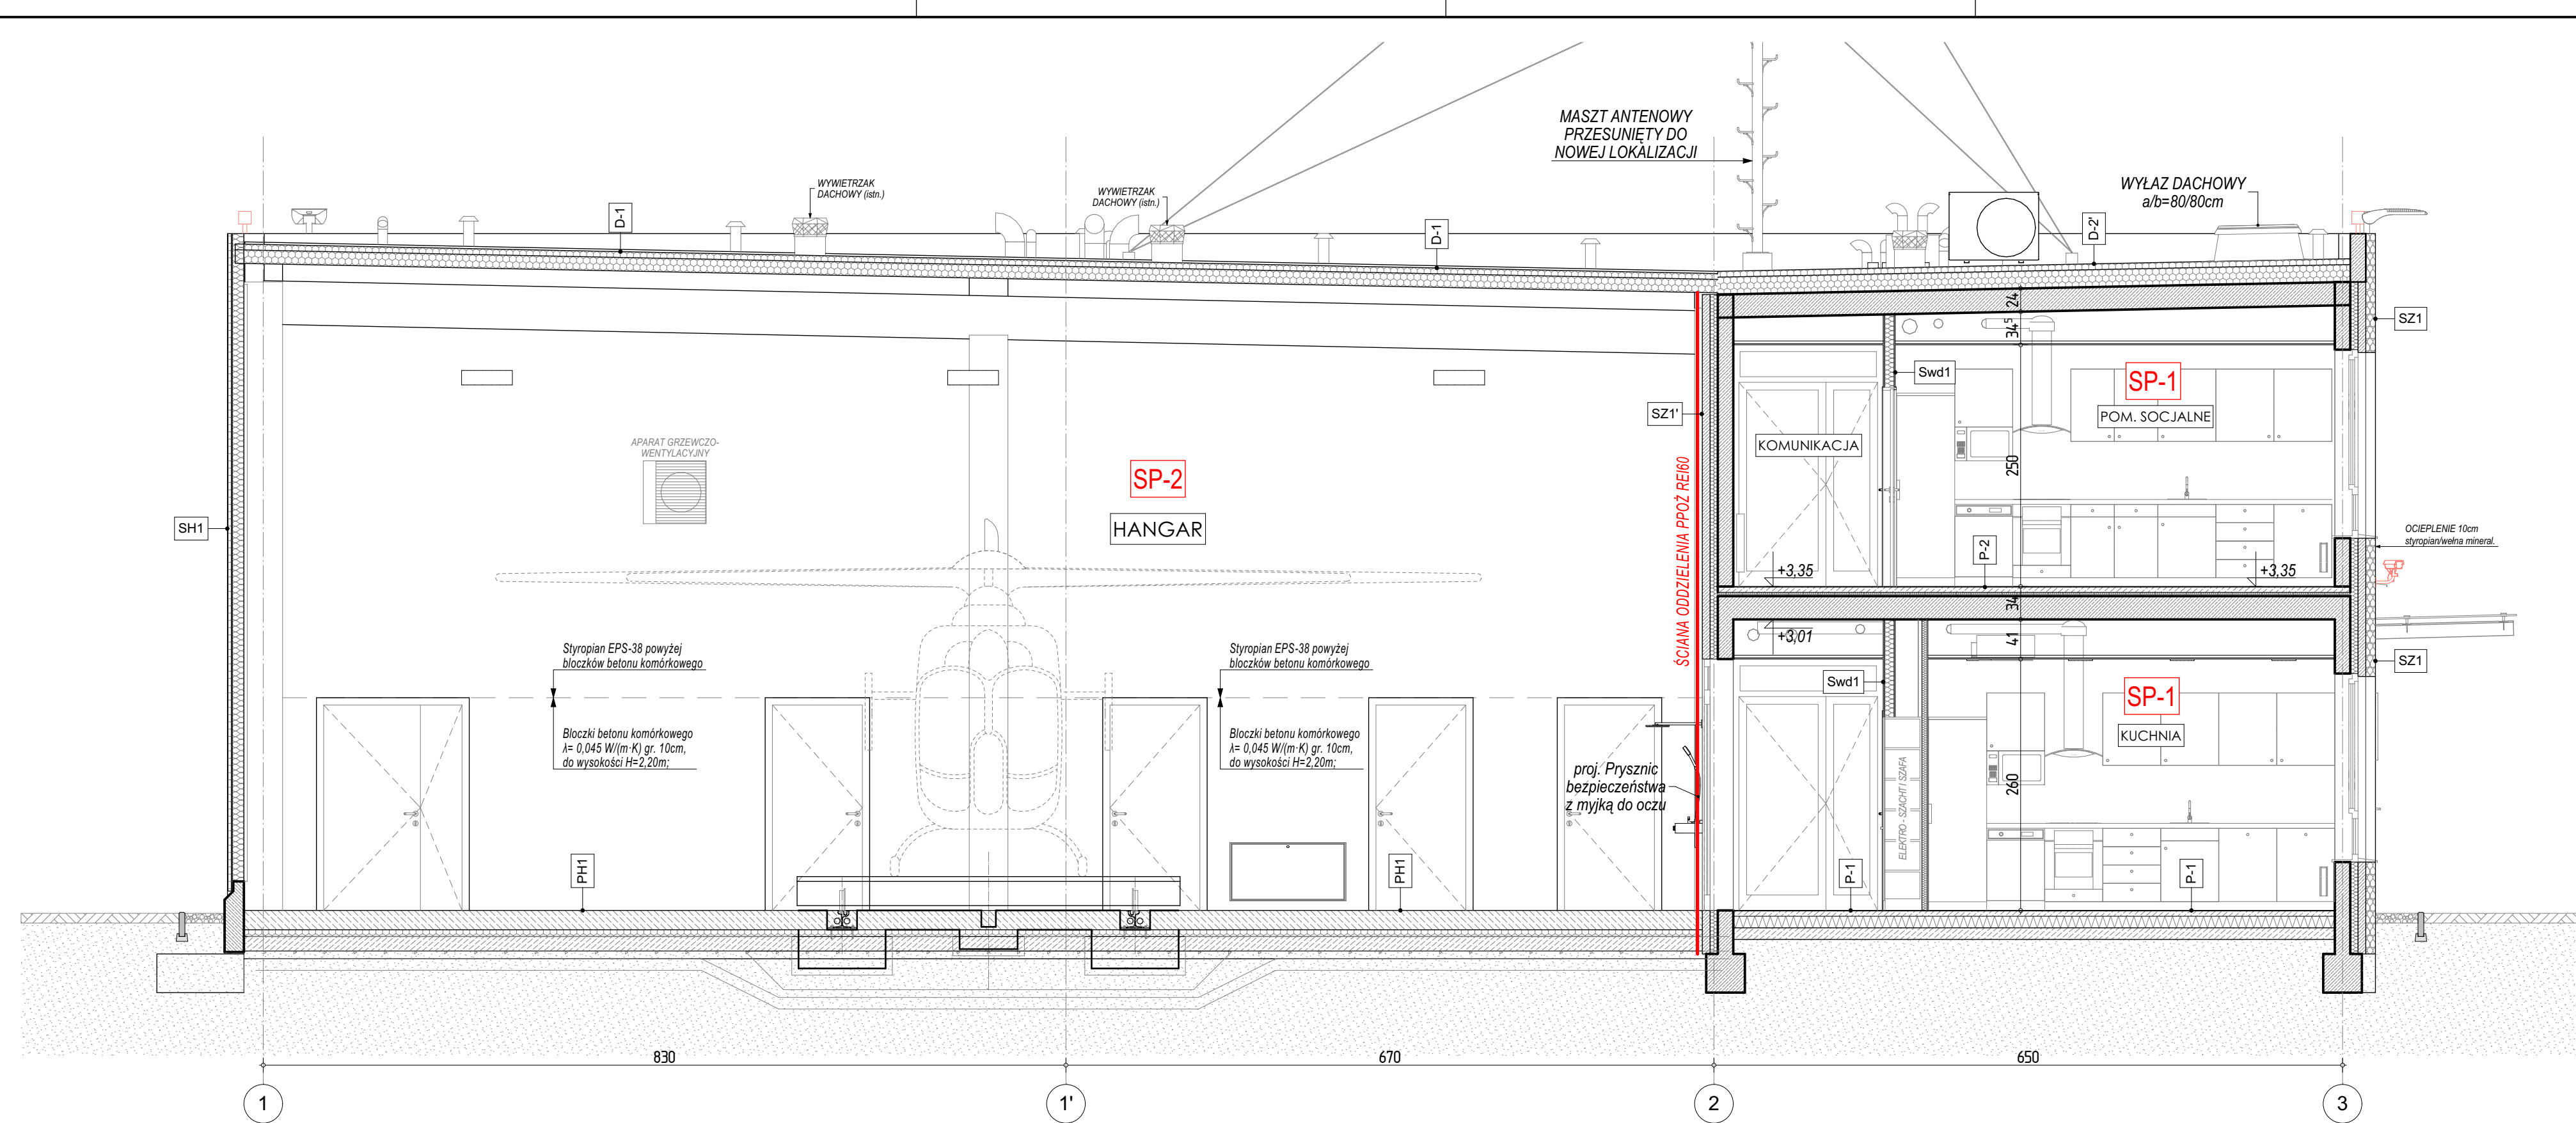 MASZT ANTENOWY
PRZESUNIĘTY DO
NOWEJ LOKALIZACJI
WYWIETRZAK
DACHOWY (istn.)
WYWIETRZAK
DACHOWY (istn.)
WYŁAZ DACHOWY
a/b=80/80cm
D-1
D-1
D-2'
24
34⁵
SZ1
Swd1
SP-1
POM. SOCJALNE
SZ1'
KOMUNIKACJA
APARAT GRZEWCZO-
WENTYLACYJNY
SP-2
HANGAR
ŚCIANA ODDZIELENIA PPOŻ REI60
250
SH1
OCIEPLENIE 10cm
styropian/wełna mineral.
P-2
+3,35
+3,35
34
+3,01
41
Styropian EPS-38 powyżej
bloczków betonu komórkowego
Styropian EPS-38 powyżej
bloczków betonu komórkowego
SZ1
Swd1
SP-1
KUCHNIA
Bloczki betonu komórkowego
λ= 0,045 W/(m·K) gr. 10cm,
do wysokości H=2,20m;
Bloczki betonu komórkowego
λ= 0,045 W/(m·K) gr. 10cm,
do wysokości H=2,20m;
proj. Prysznic
bezpieczeństwa
z myjką do oczu
260
ELEKTRO - SZACHT I SZAFA
PH1
PH1
P-1
P-1
830
670
650
1
1'
2
3